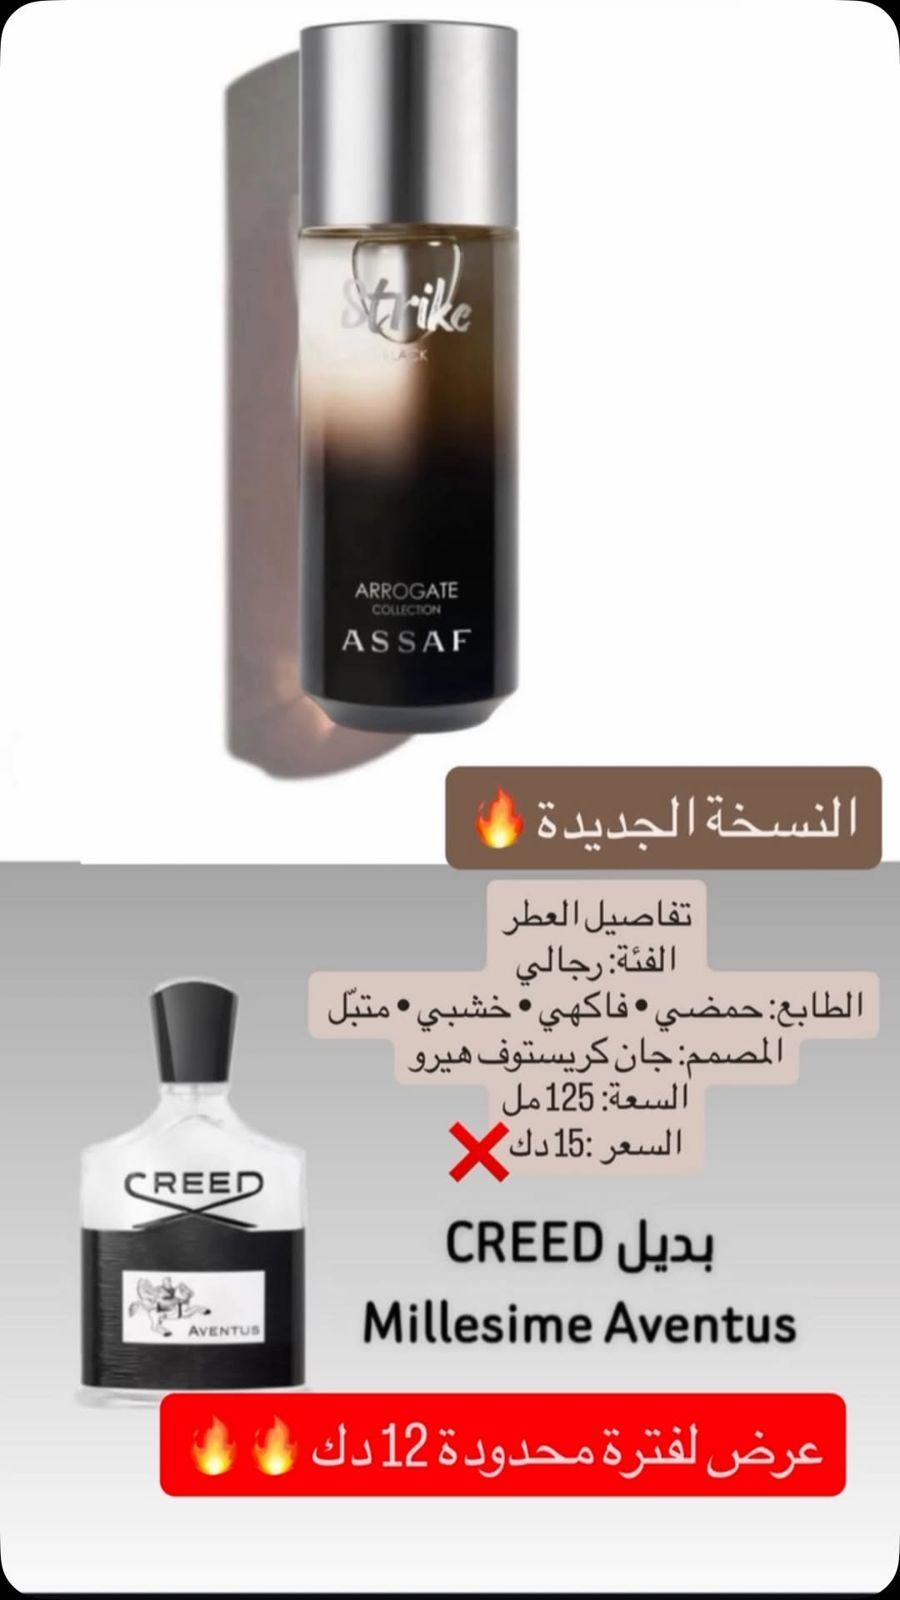 Strike
BLACK
ARROGATE
COLLECTION
ASSAF
النسخة الجديدة 🔥
تفاصيل العطر
الفئة: رجالي
الطابع: حمضي • فاكهي • خشبي • متبّل
المصمم: جان كريستوف هيرو
السعة: 125 مل
السعر :15 دك❌
CREED
AVENTUS
بديل CREED
Millesime Aventus
عرض لفترة محدودة 12 دك 🔥🔥